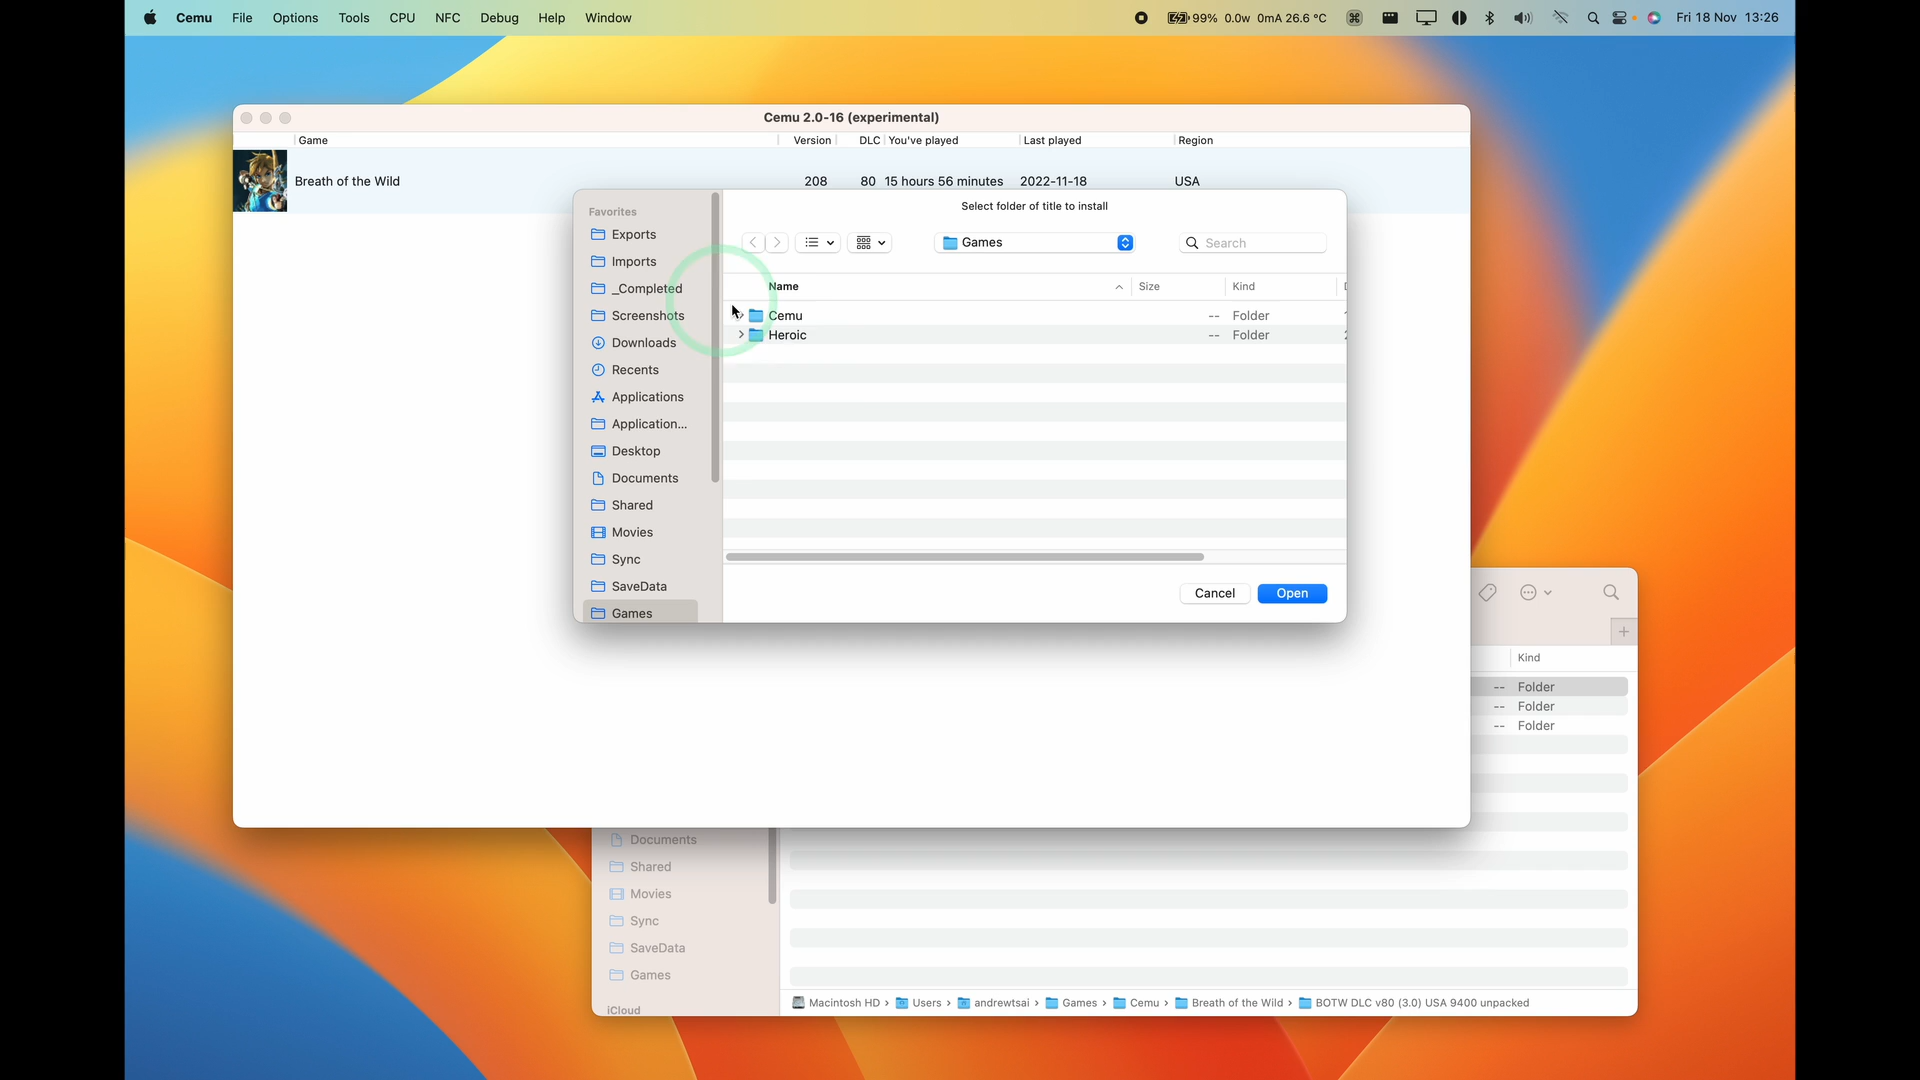 Cemu File Options Tools CPU NFC Debug Help Window 99% 0.0w 0mA 26.6 °C Fri 18 Nov 13:26
Cemu 2.0-16 (experimental)
Game Version DLC You've played Last played Region
Breath of the Wild 208 80 15 hours 56 minutes 2022-11-18 USA
Select folder of title to install
Favorites
Exports
Imports
_Completed
Screenshots
Downloads
Recents
Applications
Application...
Desktop
Documents
Shared
Movies
Sync
SaveData
Games
Games Search
Name Size Kind
Cemu -- Folder
Heroic -- Folder
Cancel Open
Kind
-- Folder
-- Folder
-- Folder
Documents
Shared
Movies
Sync
SaveData
Games
iCloud
Macintosh HD › Users › andrewtsai › Games › Cemu › Breath of the Wild › BOTW DLC v80 (3.0) USA 9400 unpacked